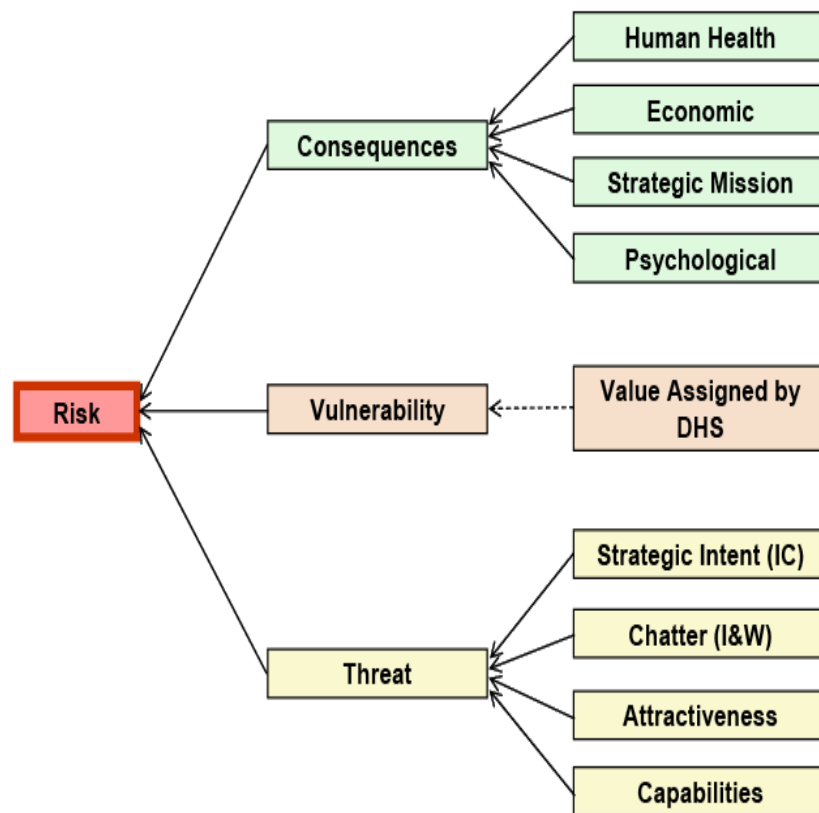 Human Health
Economic
Consequences
Strategic Mission
Psychological
Risk
Vulnerability
Value Assigned by
DHS
Strategic Intent (IC)
Chatter (I&W)
Threat
Attractiveness
Capabilities